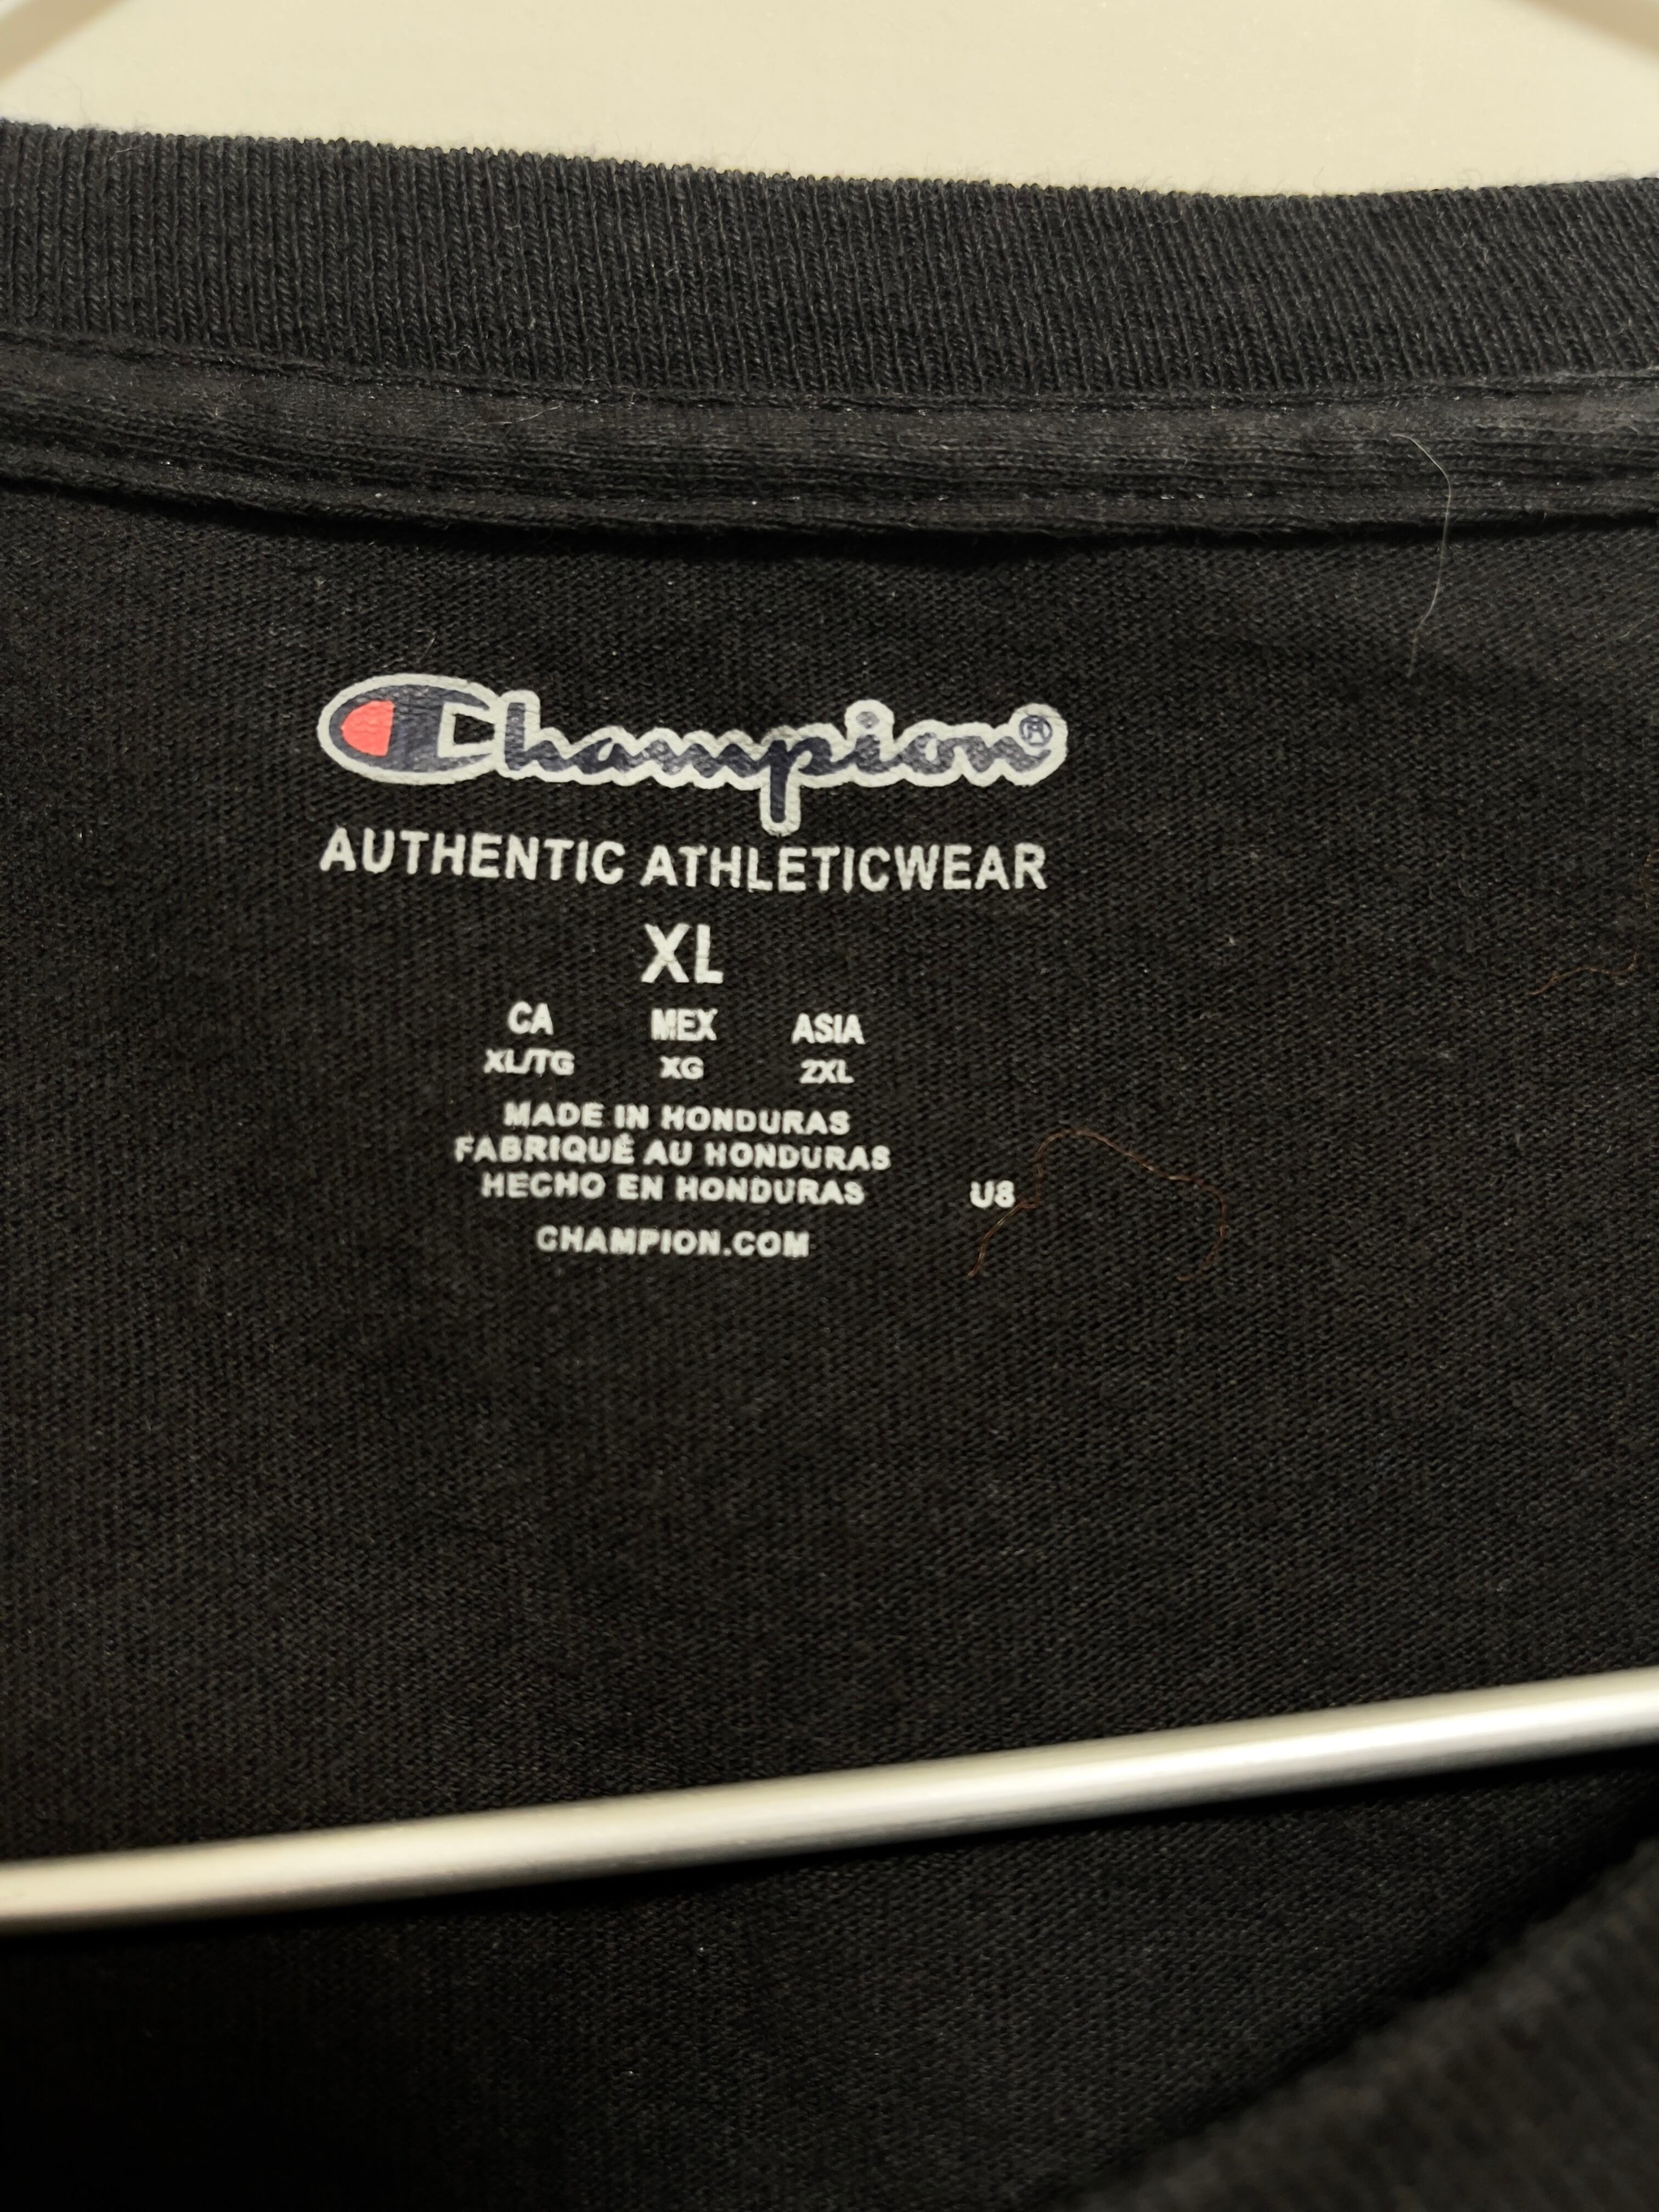 Champion®
AUTHENTIC ATHLETICWEAR
XL
CA MEX ASIA
XL/TG XG 2XL
MADE IN HONDURAS
FABRIQUÉ AU HONDURAS
HECHO EN HONDURAS US
CHAMPION.COM